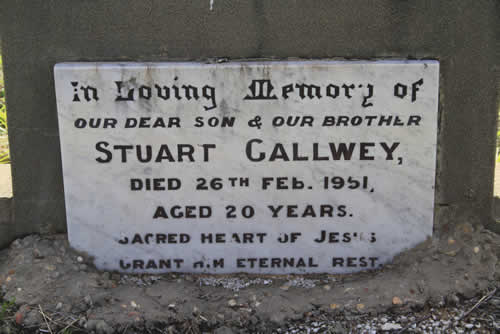 In Loving Memory of
OUR DEAR SON & OUR BROTHER
STUART GALLWEY,
DIED 26TH FEB. 1951,
AGED 20 YEARS.
SACRED HEART OF JESUS
GRANT HIM ETERNAL REST.